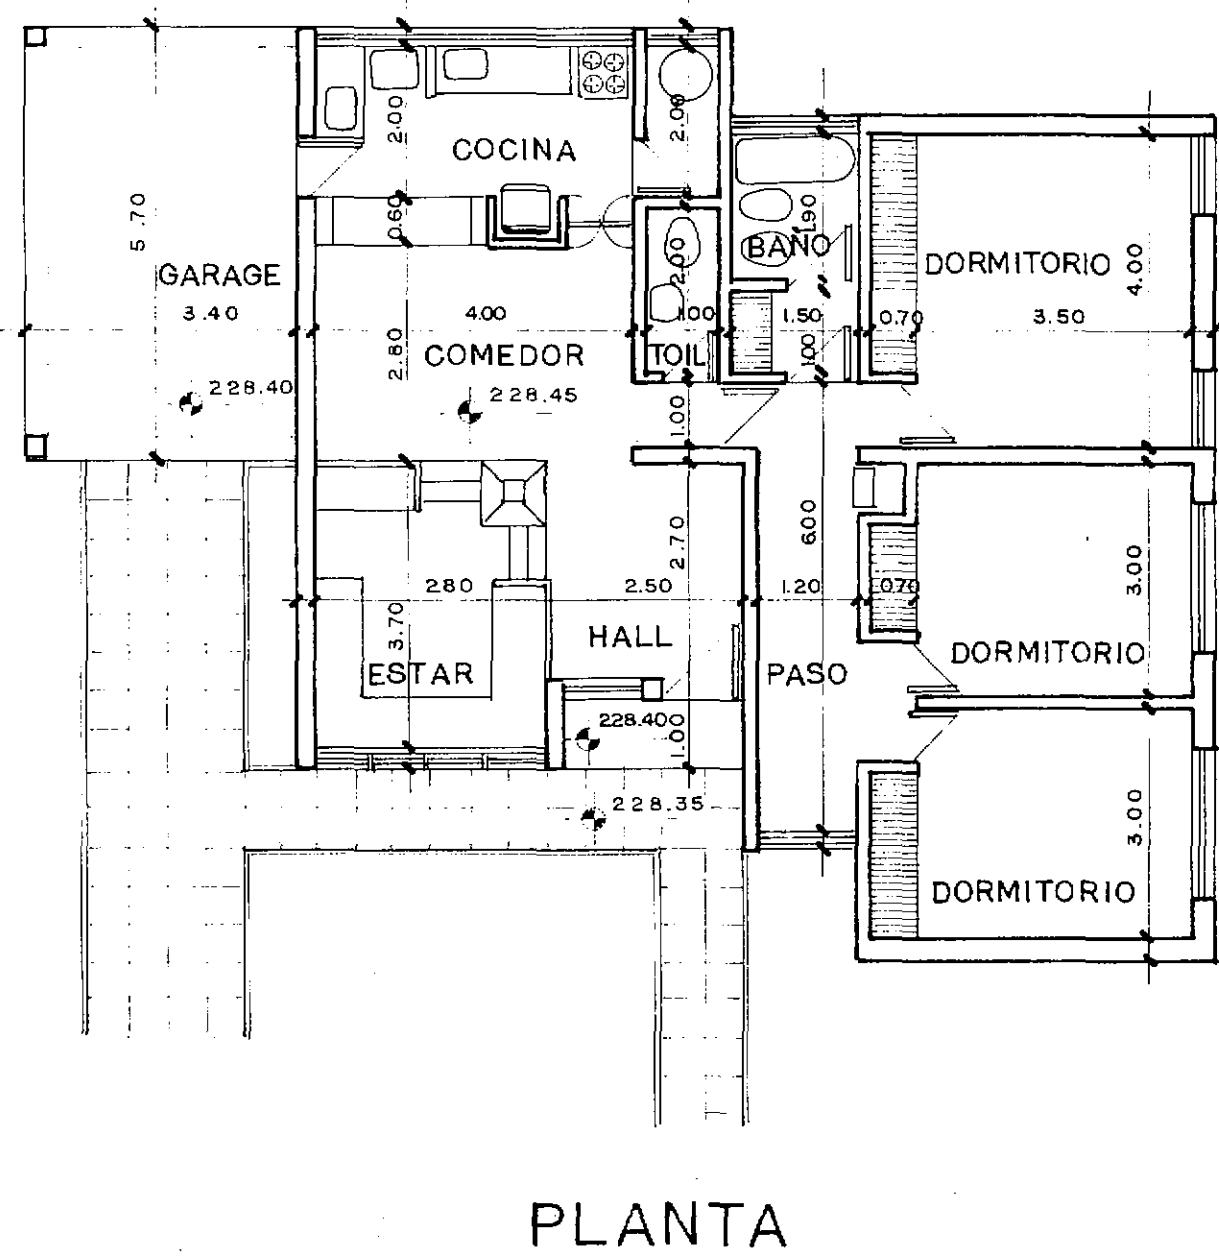 2.00
COCINA
2.00
5.70
0.60
1.90
BAÑO
2.00
GARAGE
DORMITORIO
4.00
3.40
4.00
1.00
1.50
0.70
3.50
2.80
COMEDOR
TOIL
1.00
228.40
228.45
1.00
6.00
2.70
3.00
2.80
2.50
1.20
0.70
3.70
HALL
DORMITORIO
ESTAR
PASO
228.40
1.00
228.35
3.00
DORMITORIO
PLANTA